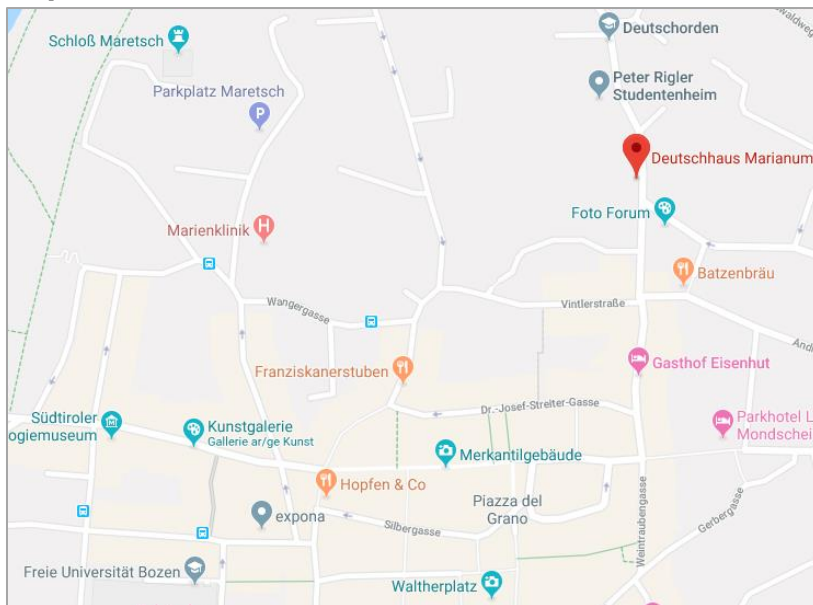 Schloß Maretsch
Deutschorden
Peter Rigler
Studentenheim
Parkplatz Maretsch
P
Deutschhaus Marianum
Foto Forum
Marienklinik
H
Batzenbräu
Wangergasse
Vintlerstraße
Franziskanerstuben
Gasthof Eisenhut
Dr.-Josef-Streiter-Gasse
Parkhotel L
Mondschei
Südtiroler
ogiemuseum
Kunstgalerie
Gallerie ar/ge Kunst
Merkantilgebäude
Hopfen & Co
Piazza del
Grano
expona
Silbergasse
Weintraubengasse
Gerbergasse
Freie Universität Bozen
Waltherplatz